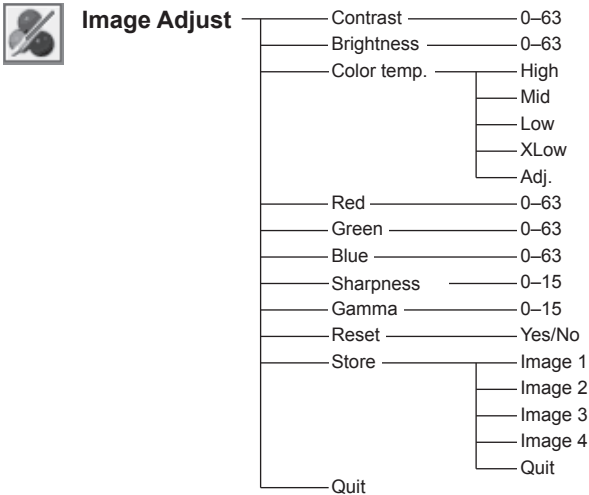 Image Adjust Contrast 0–63
Brightness 0–63
Color temp. High
Mid
Low
XLow
Adj.
Red 0–63
Green 0–63
Blue 0–63
Sharpness 0–15
Gamma 0–15
Reset Yes/No
Store Image 1
Image 2
Image 3
Image 4
Quit
Quit